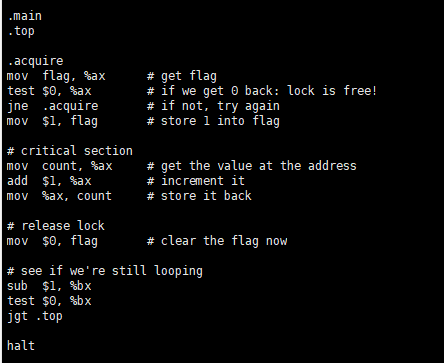 .main
.top
.acquire
mov  flag, %ax      # get flag
test $0, %ax        # if we get 0 back: lock is free!
jne  .acquire       # if not, try again
mov  $1, flag       # store 1 into flag
# critical section
mov  count, %ax     # get the value at the address
add  $1, %ax        # increment it
mov  %ax, count     # store it back
# release lock
mov  $0, flag       # clear the flag now
# see if we're still looping
sub  $1, %bx
test $0, %bx
jgt .top
halt